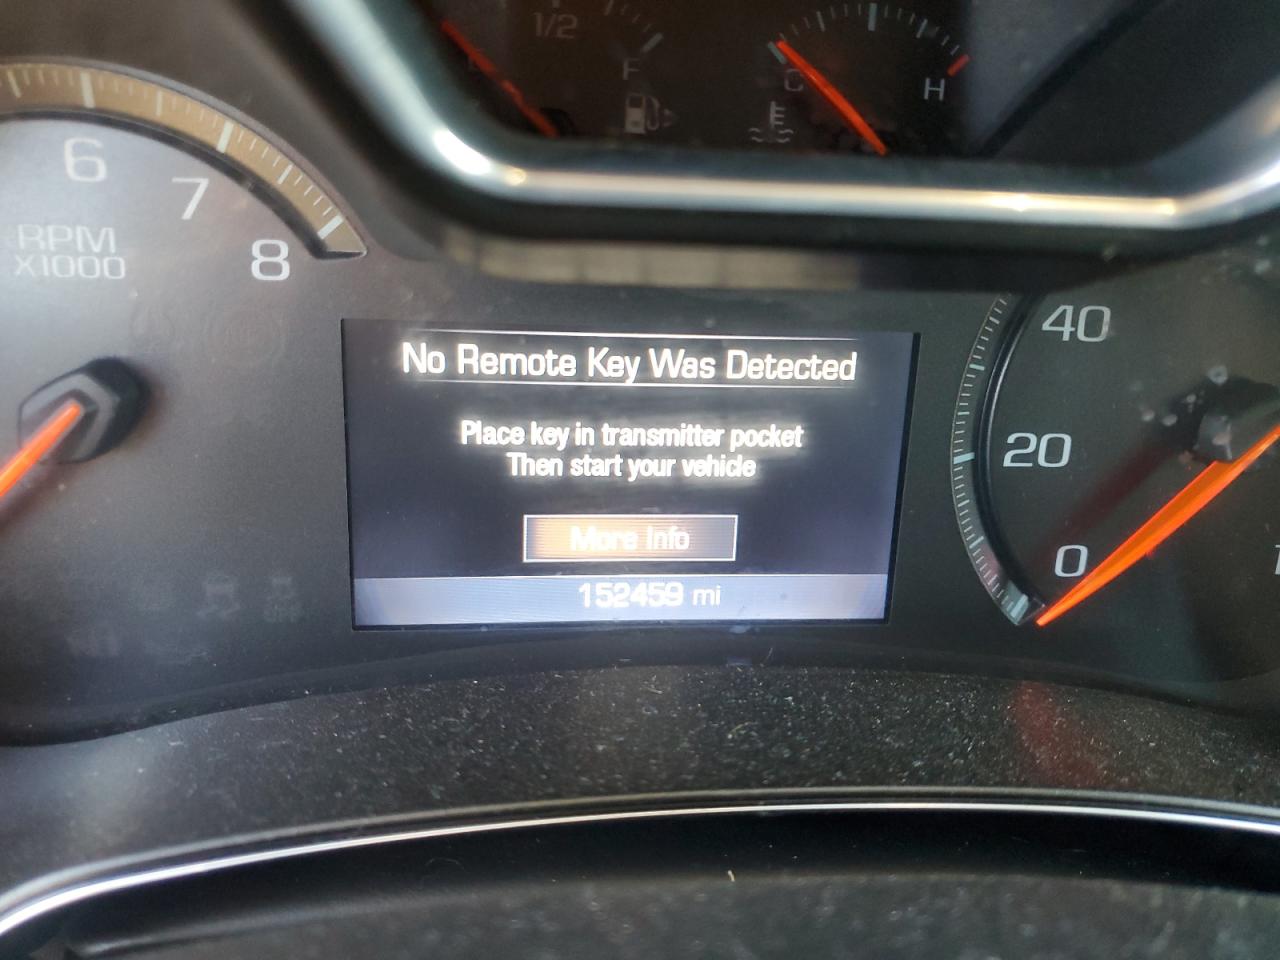 1/2
F
C
H
E
6
7
8
RPM
X1000
40
20
0
No Remote Key Was Detected
Place key in transmitter pocket
Then start your vehicle
More Info
152459 mi